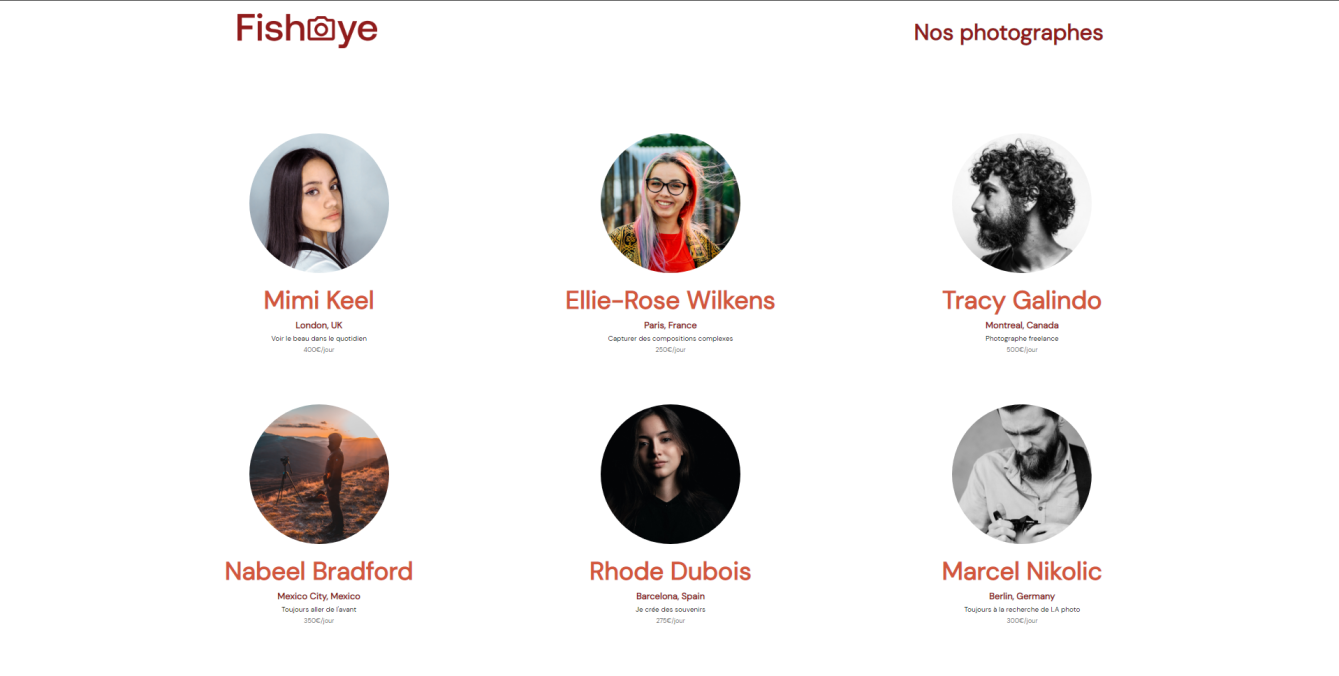 Fisheye
Nos photographes
Mimi Keel
London, UK
Voir le beau dans le quotidien
400€/jour
Ellie-Rose Wilkens
Paris, France
Capturer des compositions complexes
250€/jour
Tracy Galindo
Montreal, Canada
Photographe freelance
500€/jour
Nabeel Bradford
Mexico City, Mexico
Toujours aller de l'avant
350€/jour
Rhode Dubois
Barcelona, Spain
Je crée des souvenirs
275€/jour
Marcel Nikolic
Berlin, Germany
Toujours à la recherche de LA photo
300€/jour